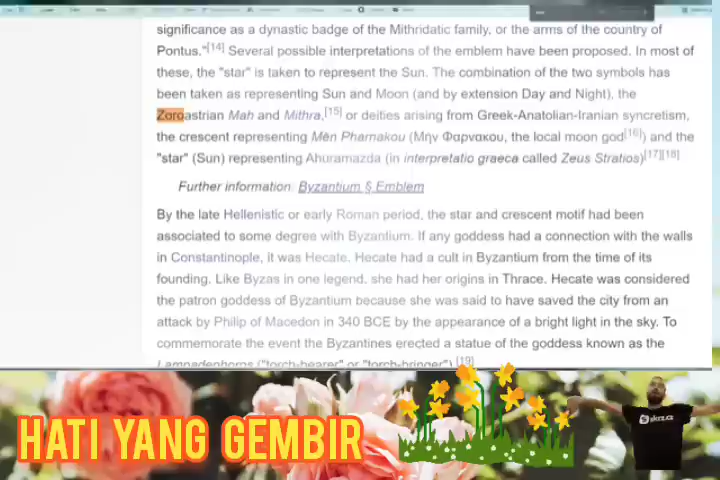 significance as a dynastic badge of the Mithridatic family, or the arms of the country of
Pontus."[14] Several possible interpretations of the emblem have been proposed. In most of
these, the "star" is taken to represent the Sun. The combination of the two symbols has
been taken as representing Sun and Moon (and by extension Day and Night), the
Zoroastrian Mah and Mithra,[15] or deities arising from Greek-Anatolian-Iranian syncretism,
the crescent representing Mēn Pharnakou (Μήν Φαρνακου, the local moon god[16]) and the
"star" (Sun) representing Ahuramazda (in interpretatio graeca called Zeus Stratios)[17][18]
Further information: Byzantium § Emblem
By the late Hellenistic or early Roman period, the star and crescent motif had been
associated to some degree with Byzantium. If any goddess had a connection with the walls
in Constantinople, it was Hecate. Hecate had a cult in Byzantium from the time of its
founding. Like Byzas in one legend, she had her origins in Thrace. Hecate was considered
the patron goddess of Byzantium because she was said to have saved the city from an
attack by Philip of Macedon in 340 BCE by the appearance of a bright light in the sky. To
commemorate the event the Byzantines erected a statue of the goddess known as the
Lampadephoros ("torch-bearer" or "torch-bringer").[19]
HATI YANG GEMBIR
skrz.cz